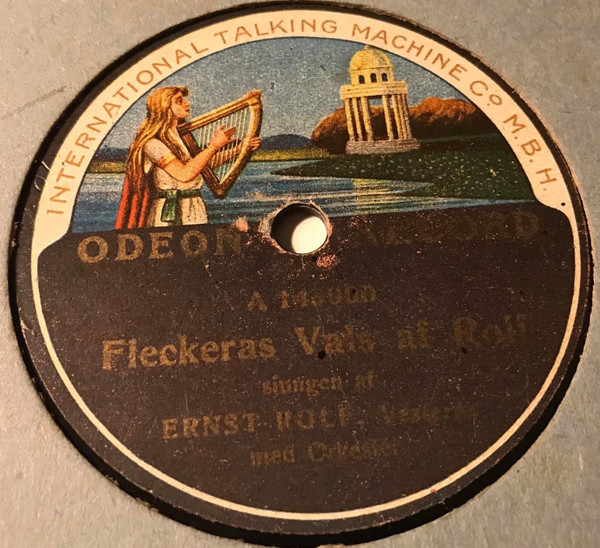 INTERNATIONAL TALKING MACHINE Co M.B.H.
ODEON RECORD
Fleckeras Vals af Rolf
sjungen af
ERNST ROLF,
med Orkester